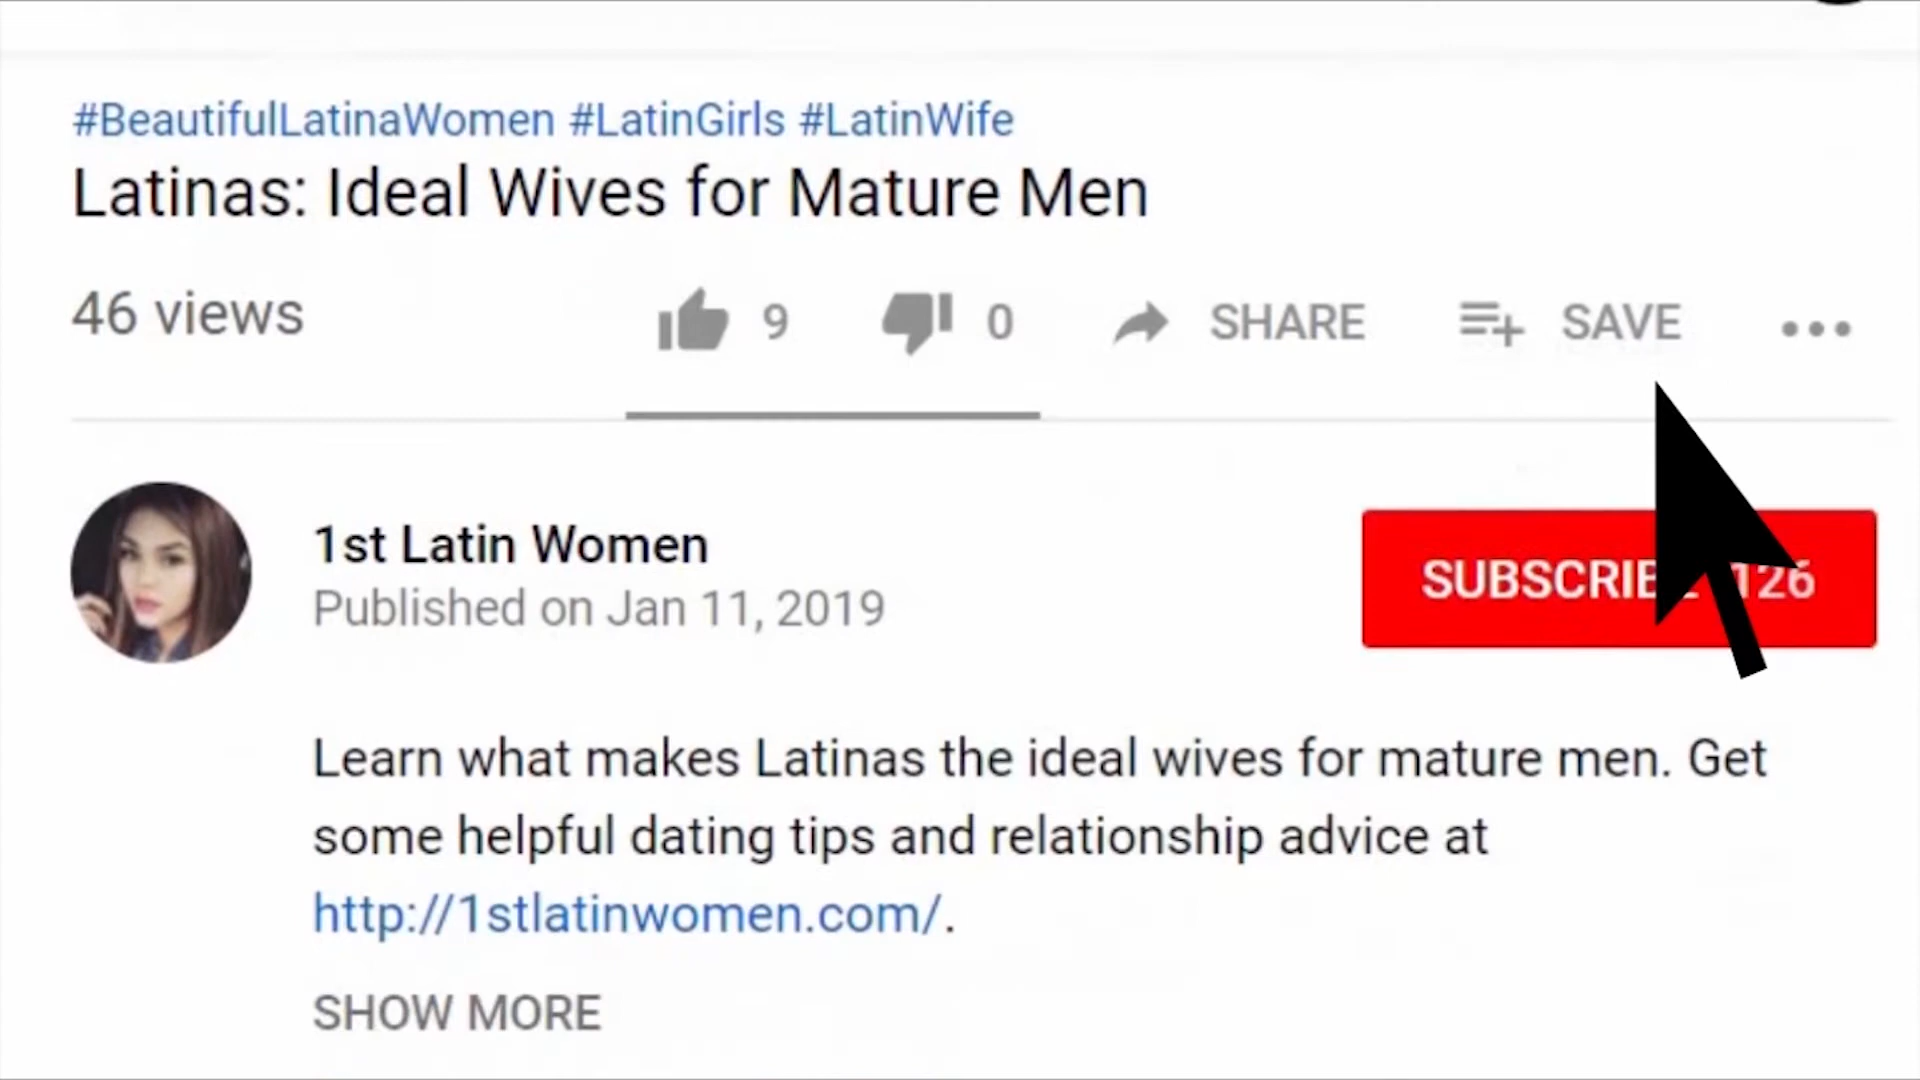 #BeautifulLatinaWomen #LatinGirls #LatinWife
Latinas: Ideal Wives for Mature Men
46 views 9 0 SHARE SAVE
1st Latin Women
Published on Jan 11, 2019
SUBSCRIBE 126
Learn what makes Latinas the ideal wives for mature men. Get
some helpful dating tips and relationship advice at
http://1stlatinwomen.com/.
SHOW MORE